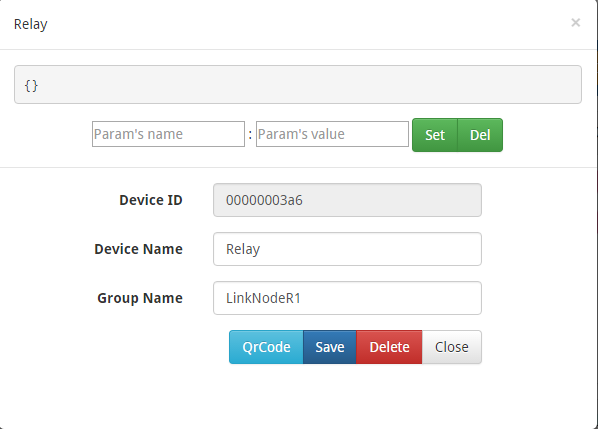 Relay ×
{}
Param's name : Param's value Set Del
Device ID 00000003a6
Device Name Relay
Group Name LinkNodeR1
QrCode Save Delete Close